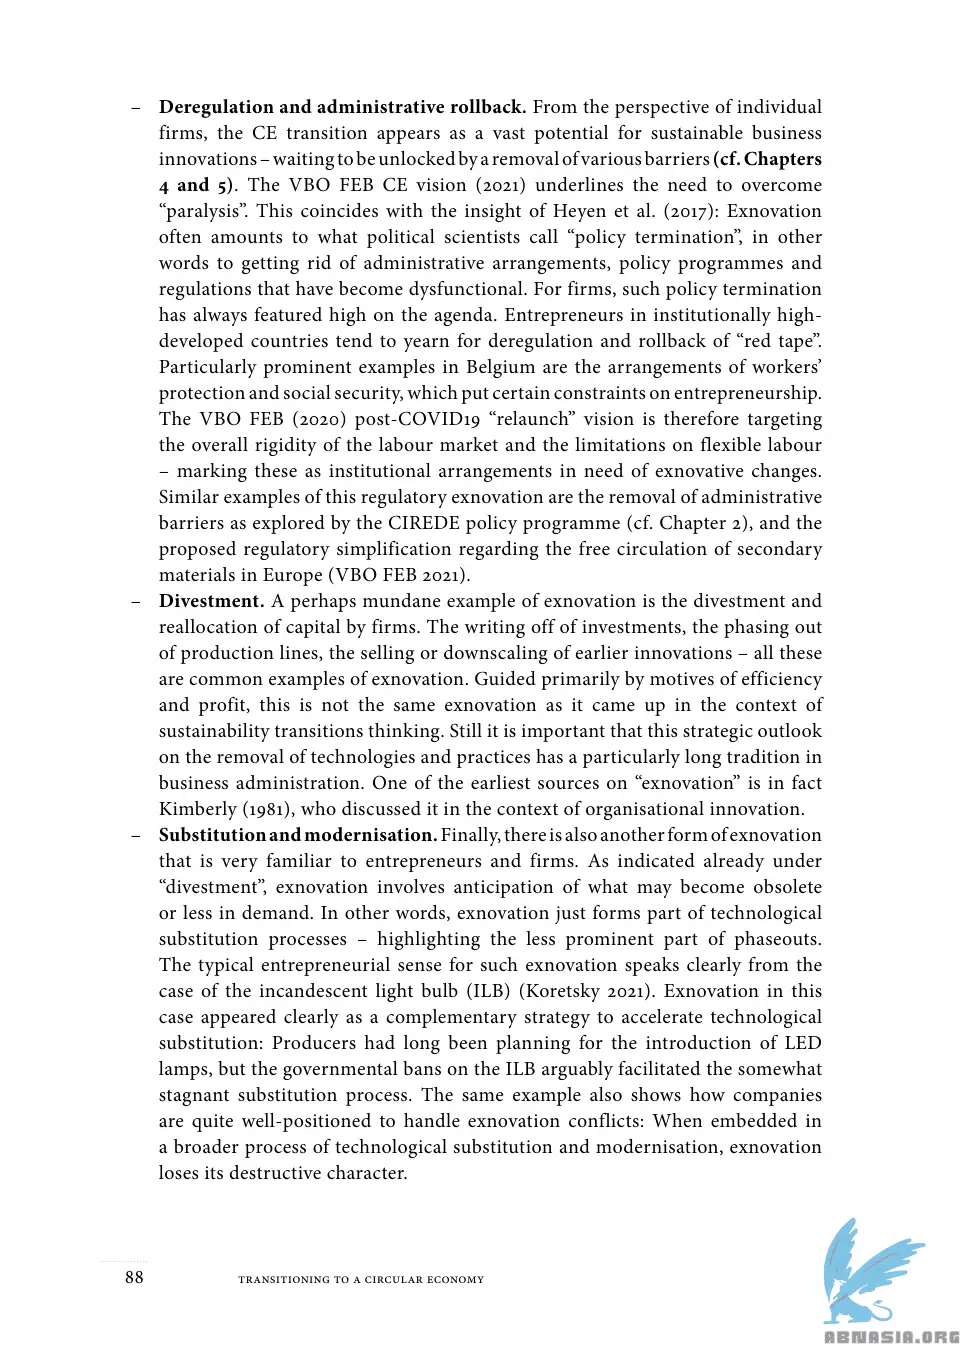 – Deregulation and administrative rollback. From the perspective of individual
firms, the CE transition appears as a vast potential for sustainable business
innovations – waiting to be unlocked by a removal of various barriers (cf. Chapters
4 and 5). The VBO FEB CE vision (2021) underlines the need to overcome
“paralysis”. This coincides with the insight of Heyen et al. (2017): Exnovation
often amounts to what political scientists call “policy termination”, in other
words to getting rid of administrative arrangements, policy programmes and
regulations that have become dysfunctional. For firms, such policy termination
has always featured high on the agenda. Entrepreneurs in institutionally high-
developed countries tend to yearn for deregulation and rollback of “red tape”.
Particularly prominent examples in Belgium are the arrangements of workers’
protection and social security, which put certain constraints on entrepreneurship.
The VBO FEB (2020) post-COVID19 “relaunch” vision is therefore targeting
the overall rigidity of the labour market and the limitations on flexible labour
– marking these as institutional arrangements in need of exnovative changes.
Similar examples of this regulatory exnovation are the removal of administrative
barriers as explored by the CIREDE policy programme (cf. Chapter 2), and the
proposed regulatory simplification regarding the free circulation of secondary
materials in Europe (VBO FEB 2021).
– Divestment. A perhaps mundane example of exnovation is the divestment and
reallocation of capital by firms. The writing off of investments, the phasing out
of production lines, the selling or downscaling of earlier innovations – all these
are common examples of exnovation. Guided primarily by motives of efficiency
and profit, this is not the same exnovation as it came up in the context of
sustainability transitions thinking. Still it is important that this strategic outlook
on the removal of technologies and practices has a particularly long tradition in
business administration. One of the earliest sources on “exnovation” is in fact
Kimberly (1981), who discussed it in the context of organisational innovation.
– Substitution and modernisation. Finally, there is also another form of exnovation
that is very familiar to entrepreneurs and firms. As indicated already under
“divestment”, exnovation involves anticipation of what may become obsolete
or less in demand. In other words, exnovation just forms part of technological
substitution processes – highlighting the less prominent part of phaseouts.
The typical entrepreneurial sense for such exnovation speaks clearly from the
case of the incandescent light bulb (ILB) (Koretsky 2021). Exnovation in this
case appeared clearly as a complementary strategy to accelerate technological
substitution: Producers had long been planning for the introduction of LED
lamps, but the governmental bans on the ILB arguably facilitated the somewhat
stagnant substitution process. The same example also shows how companies
are quite well-positioned to handle exnovation conflicts: When embedded in
a broader process of technological substitution and modernisation, exnovation
loses its destructive character.
88 TRANSITIONING TO A CIRCULAR ECONOMY
ABNASIA.ORG